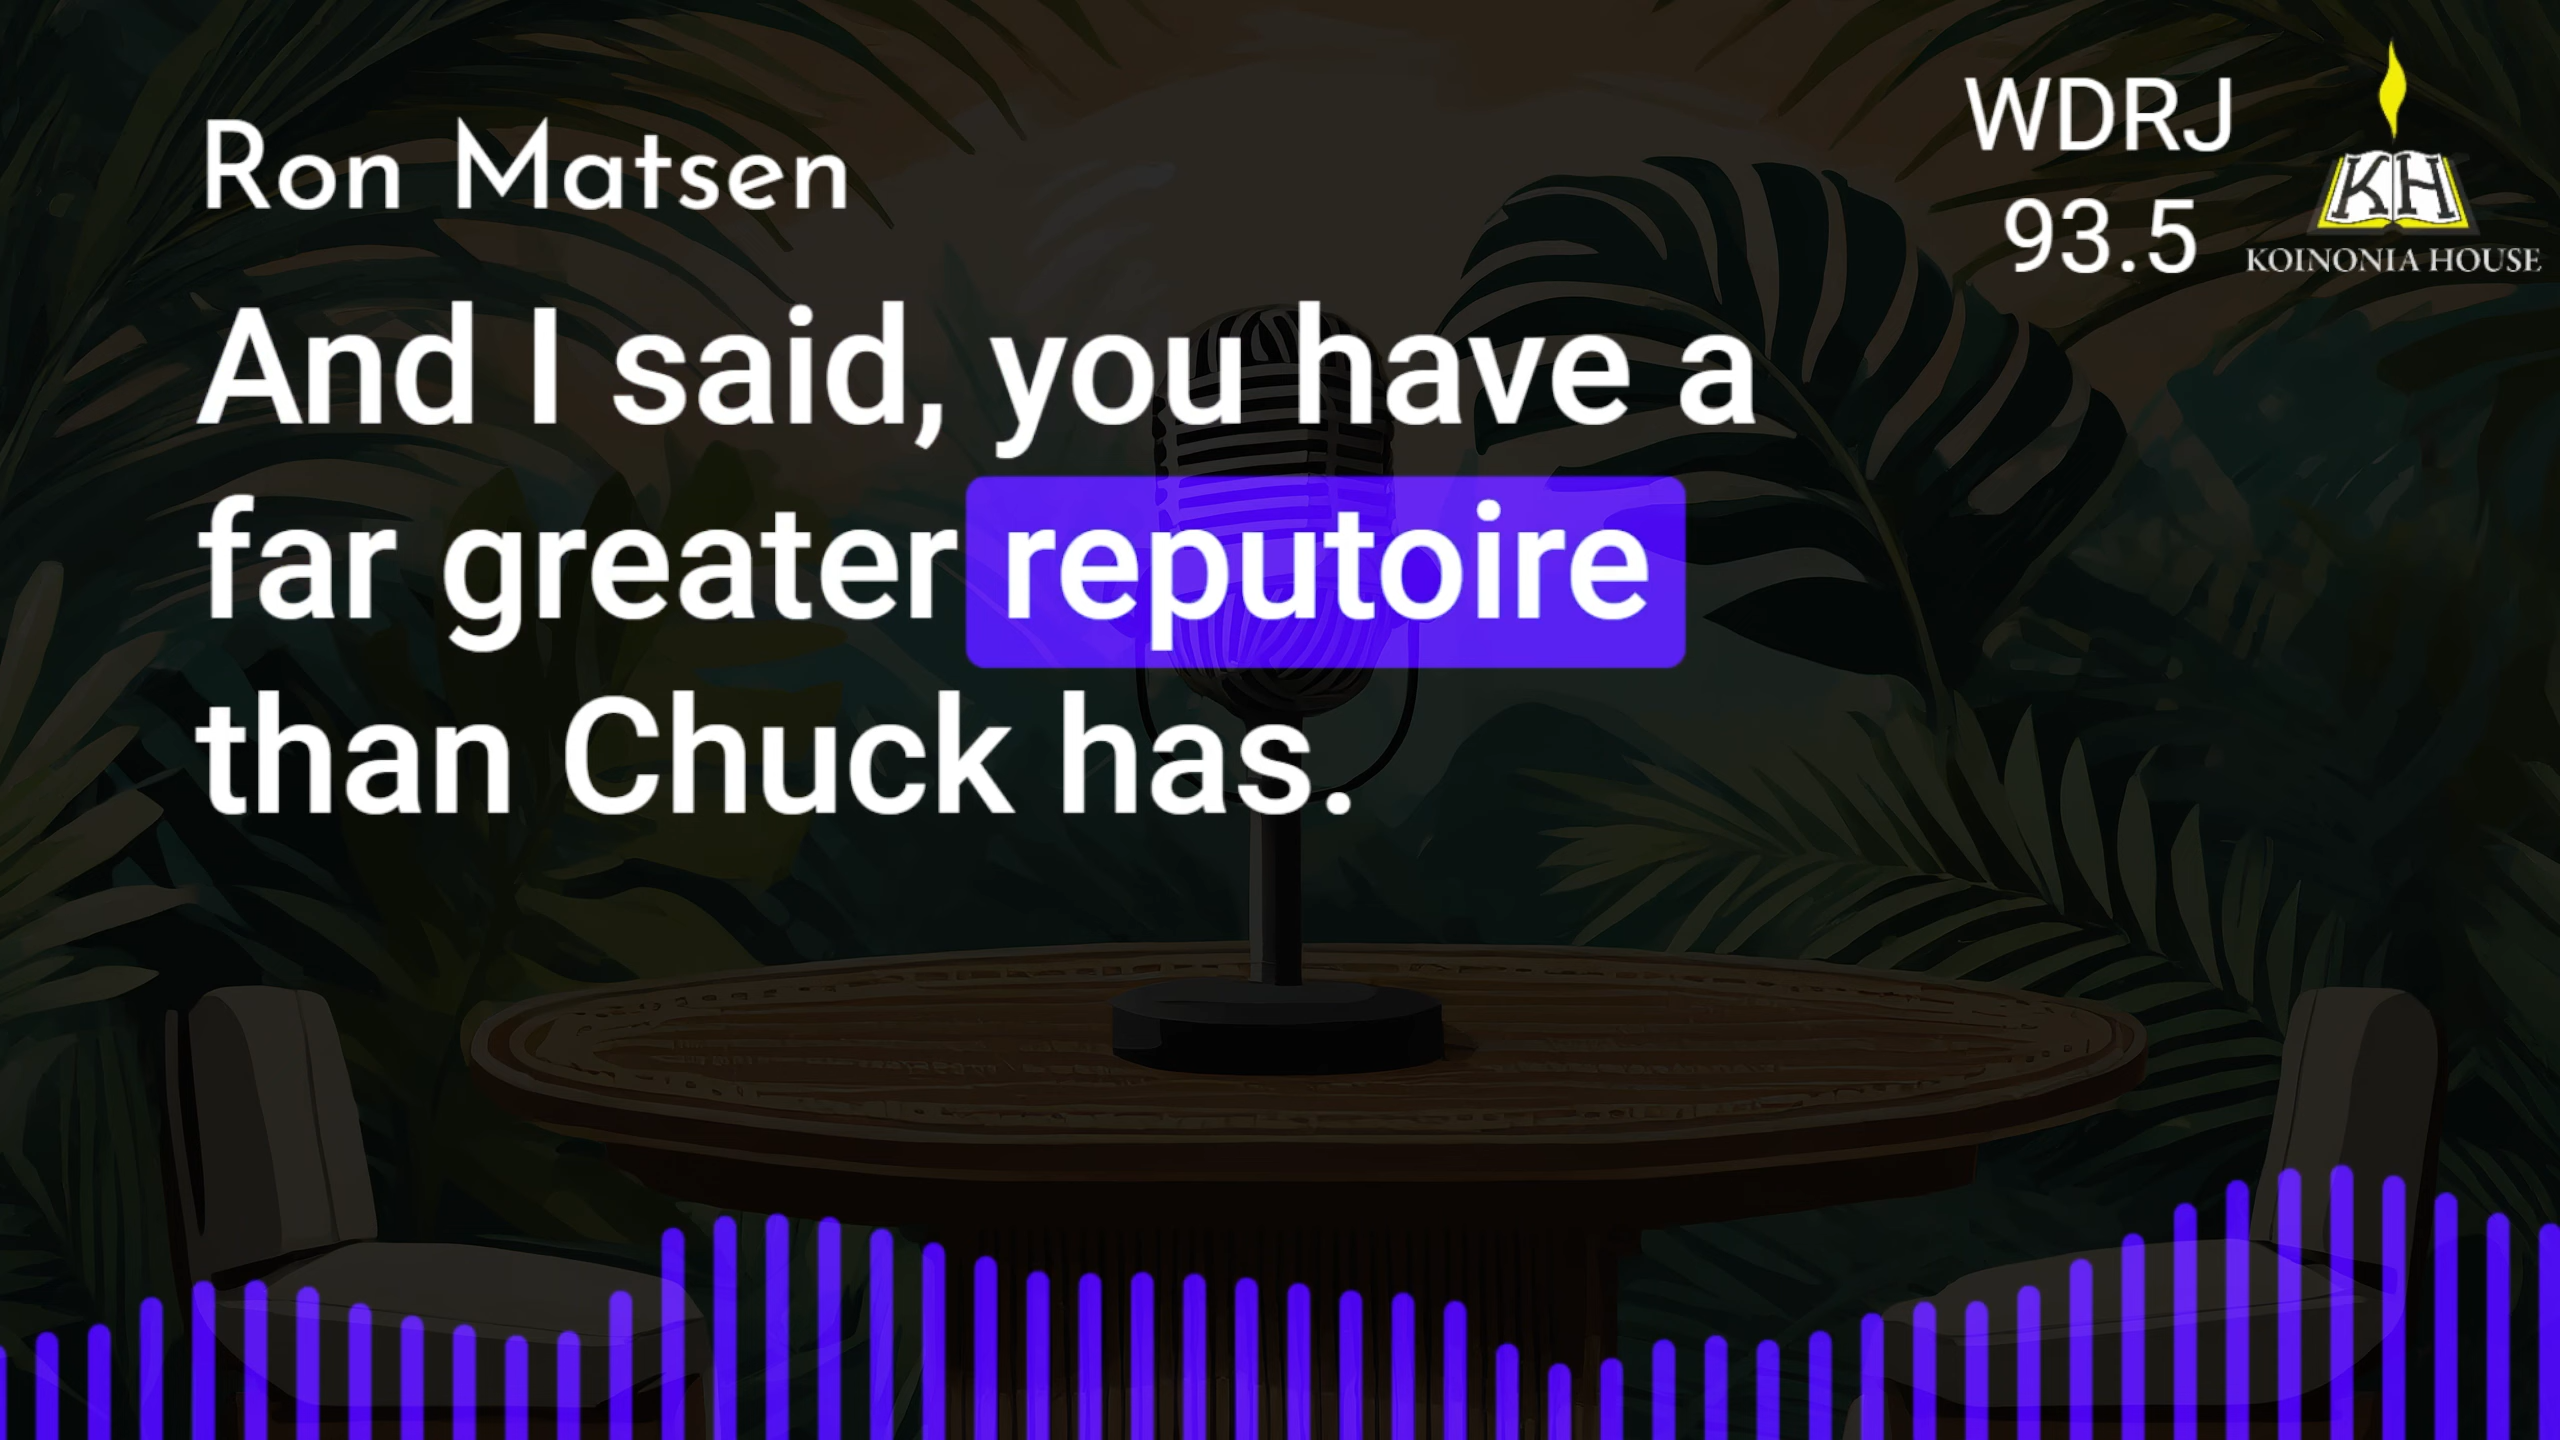 Ron Matsen
WDRJ
93.5
KH
KOINONIA HOUSE
And I said, you have a
far greater reputoire
than Chuck has.